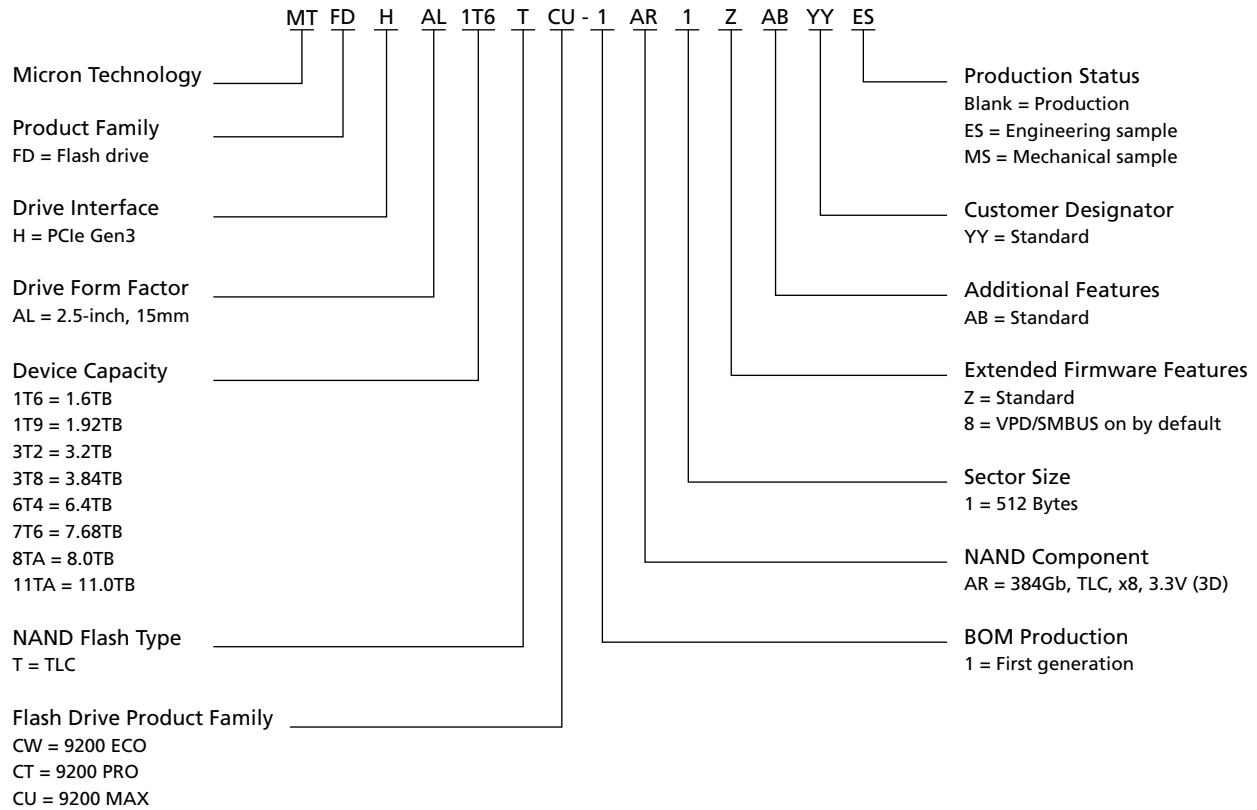 MT FD H AL 1T6 T CU - 1 AR 1 Z AB YY ES
Micron Technology
Product Family
FD = Flash drive
Drive Interface
H = PCIe Gen3
Drive Form Factor
AL = 2.5-inch, 15mm
Device Capacity
1T6 = 1.6TB
1T9 = 1.92TB
3T2 = 3.2TB
3T8 = 3.84TB
6T4 = 6.4TB
7T6 = 7.68TB
8TA = 8.0TB
11TA = 11.0TB
NAND Flash Type
T = TLC
Flash Drive Product Family
CW = 9200 ECO
CT = 9200 PRO
CU = 9200 MAX
Production Status
Blank = Production
ES = Engineering sample
MS = Mechanical sample
Customer Designator
YY = Standard
Additional Features
AB = Standard
Extended Firmware Features
Z = Standard
8 = VPD/SMBUS on by default
Sector Size
1 = 512 Bytes
NAND Component
AR = 384Gb, TLC, x8, 3.3V (3D)
BOM Production
1 = First generation